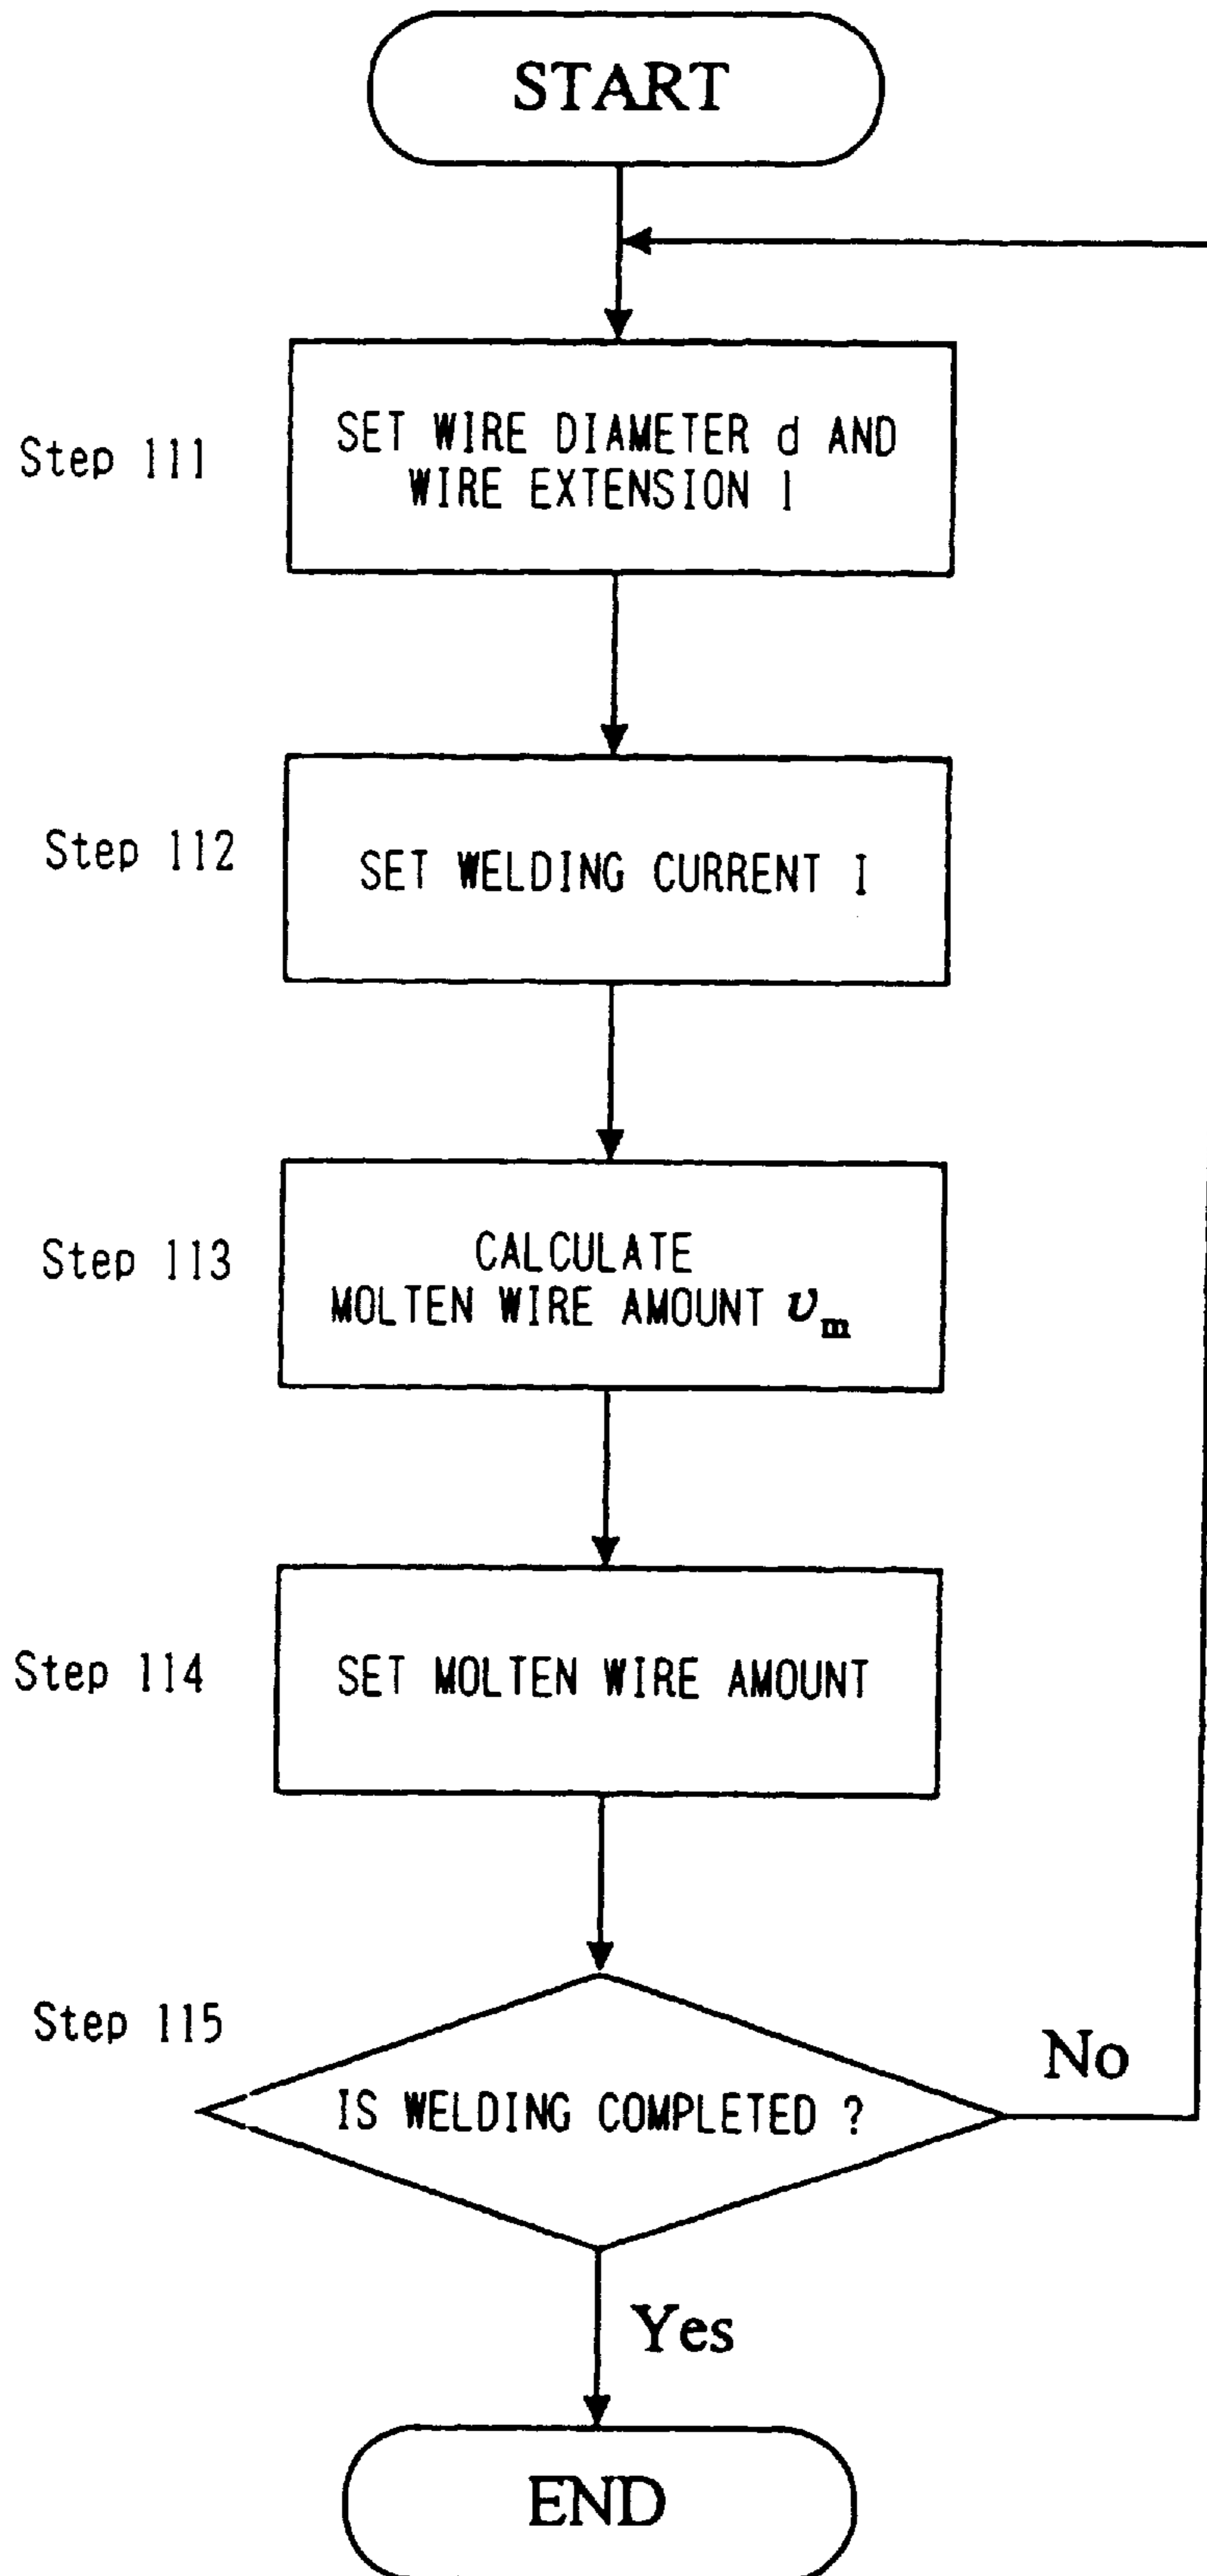 START
Step 111
SET WIRE DIAMETER d AND
WIRE EXTENSION l
Step 112
SET WELDING CURRENT I
Step 113
CALCULATE
MOLTEN WIRE AMOUNT υm
Step 114
SET MOLTEN WIRE AMOUNT
Step 115
IS WELDING COMPLETED ?
No
Yes
END